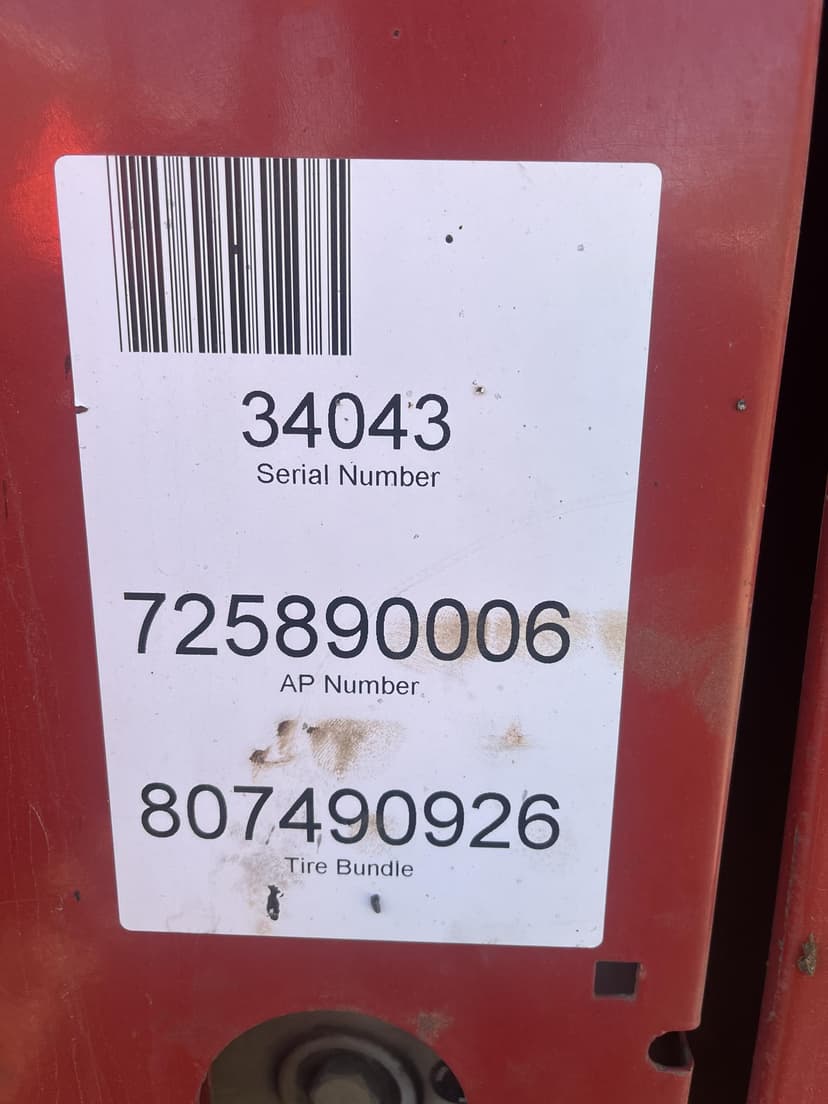 34043
Serial Number
725890006
AP Number
807490926
Tire Bundle